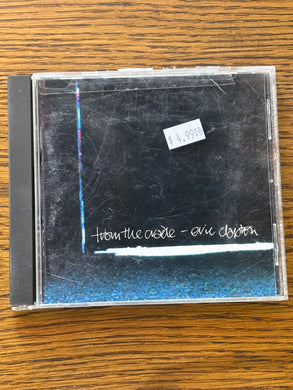 $ 4.99
from the cradle - eric clapton